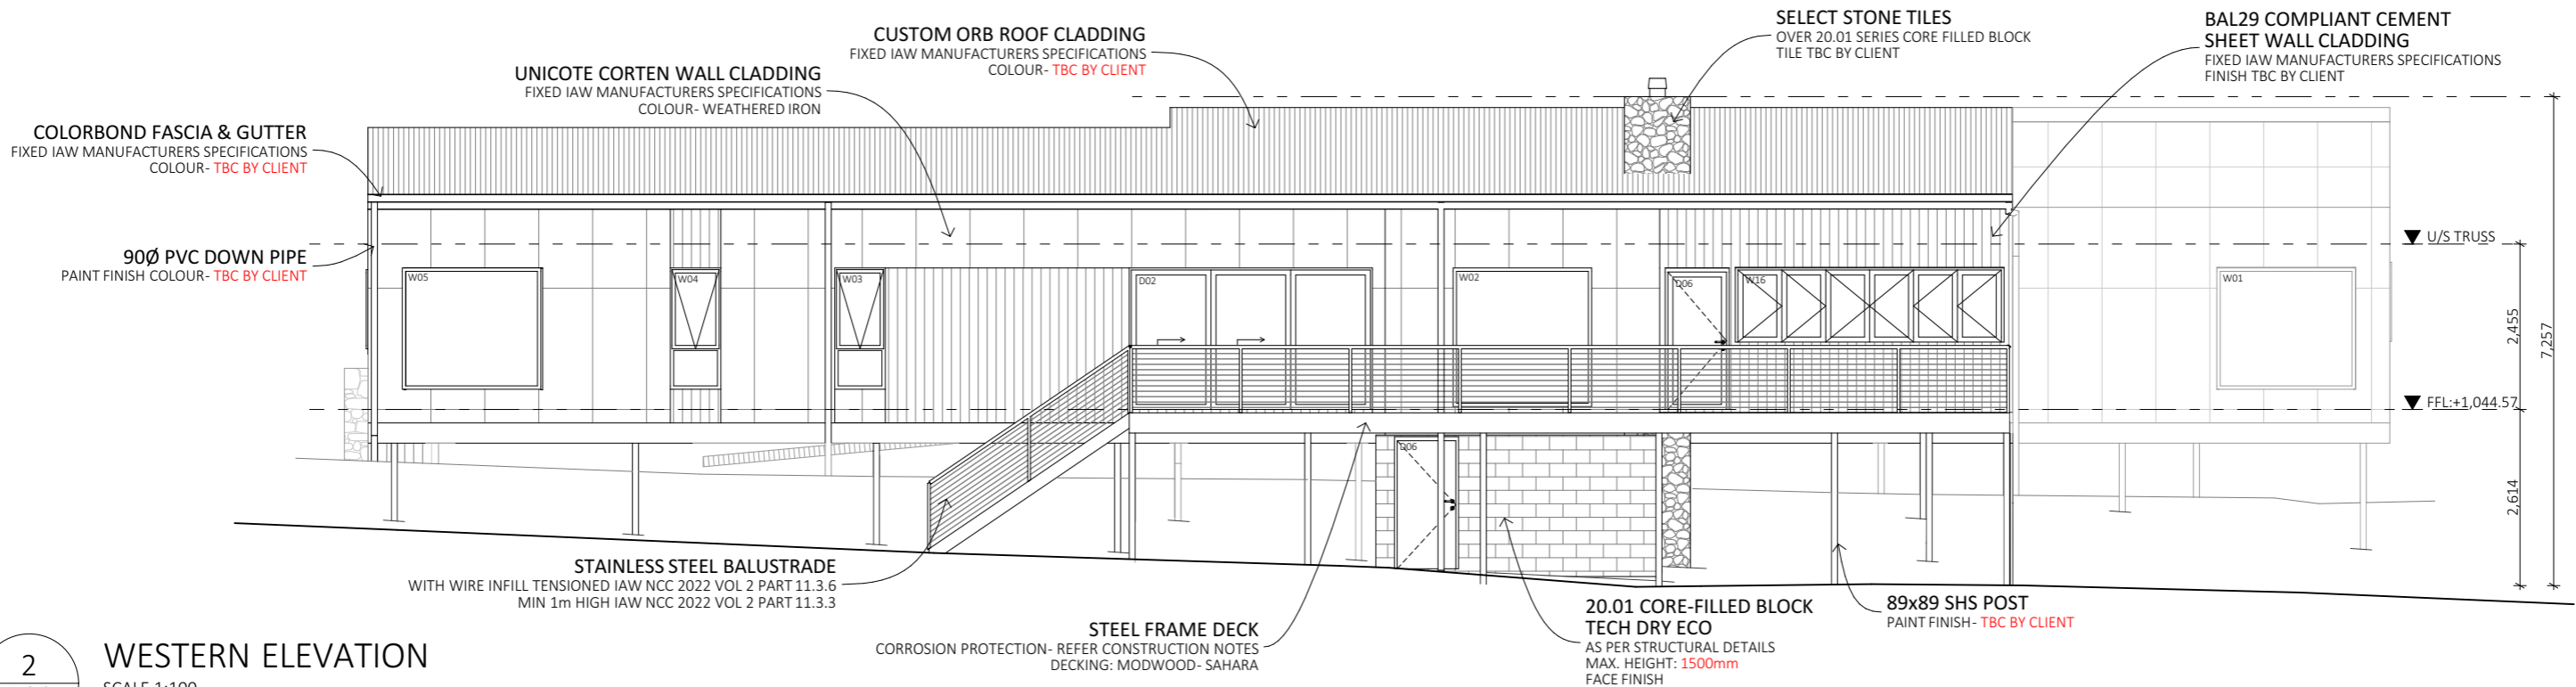 COLORBOND FASCIA & GUTTER
FIXED IAW MANUFACTURERS SPECIFICATIONS
COLOUR- TBC BY CLIENT
UNICOTE CORTEN WALL CLADDING
FIXED IAW MANUFACTURERS SPECIFICATIONS
COLOUR- WEATHERED IRON
CUSTOM ORB ROOF CLADDING
FIXED IAW MANUFACTURERS SPECIFICATIONS
COLOUR- TBC BY CLIENT
SELECT STONE TILES
OVER 20.01 SERIES CORE FILLED BLOCK
TILE TBC BY CLIENT
BAL29 COMPLIANT CEMENT
SHEET WALL CLADDING
FIXED IAW MANUFACTURERS SPECIFICATIONS
FINISH TBC BY CLIENT
90Ø PVC DOWN PIPE
PAINT FINISH COLOUR- TBC BY CLIENT
W05
W04
W03
D02
W02
D06
W16
W01
U/S TRUSS
FFL:+1,044.57
2,455
7,257
2,614
D06
STAINLESS STEEL BALUSTRADE
WITH WIRE INFILL TENSIONED IAW NCC 2022 VOL 2 PART 11.3.6
MIN 1m HIGH IAW NCC 2022 VOL 2 PART 11.3.3
STEEL FRAME DECK
CORROSION PROTECTION- REFER CONSTRUCTION NOTES
DECKING: MODWOOD- SAHARA
20.01 CORE-FILLED BLOCK
TECH DRY ECO
AS PER STRUCTURAL DETAILS
MAX. HEIGHT: 1500mm
FACE FINISH
89x89 SHS POST
PAINT FINISH- TBC BY CLIENT
2
WESTERN ELEVATION
SCALE 1:100